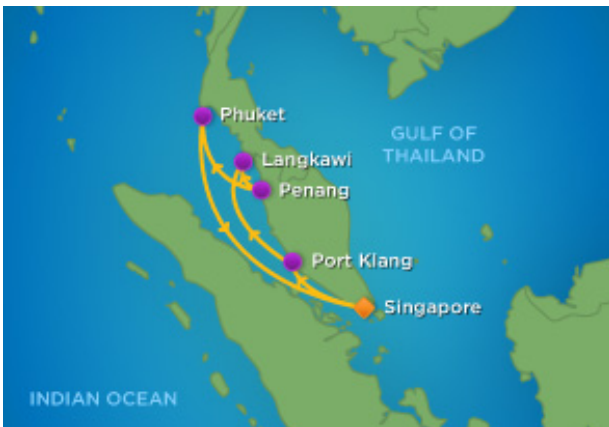 Phuket
GULF OF
THAILAND
Langkawi
Penang
Port Klang
Singapore
INDIAN OCEAN